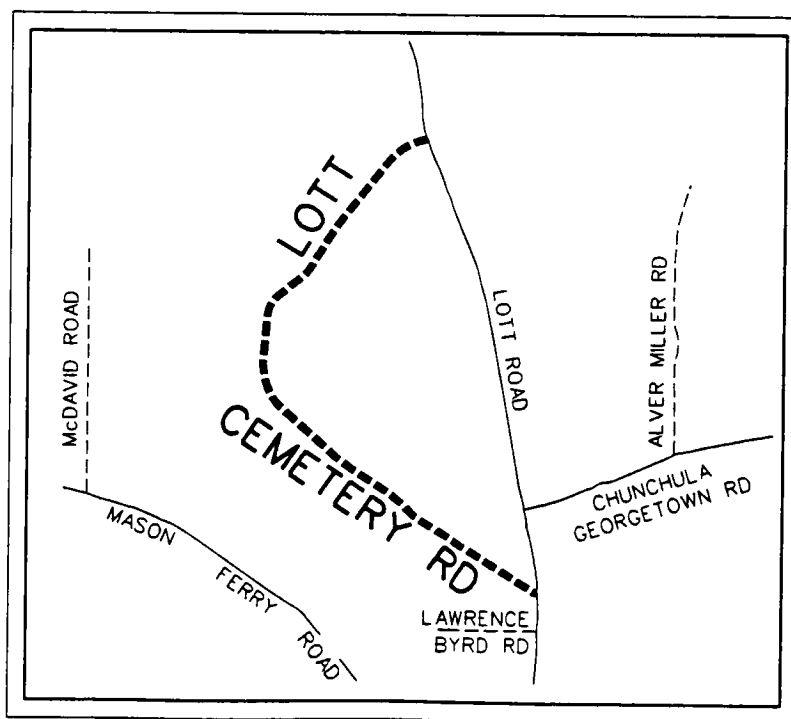 LOTT
CEMETERY RD
LOTT ROAD
McDAVID ROAD
ALVER MILLER RD
CHUNCHULA
GEORGETOWN RD
MASON FERRY ROAD
LAWRENCE
BYRD RD